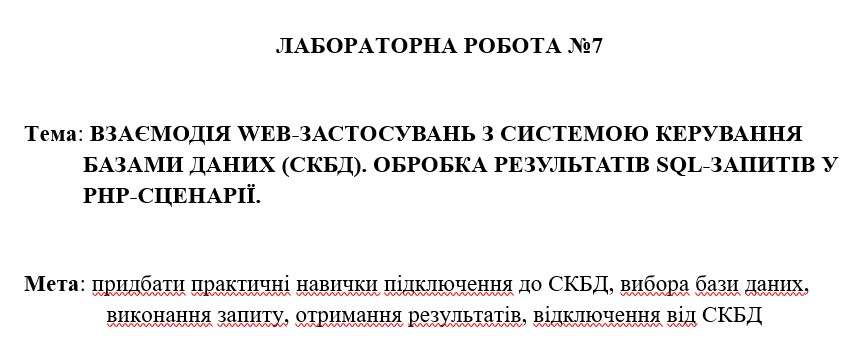 ЛАБОРАТОРНА РОБОТА №7
Тема: ВЗАЄМОДІЯ WEB-ЗАСТОСУВАНЬ З СИСТЕМОЮ КЕРУВАННЯ
БАЗАМИ ДАНИХ (СКБД). ОБРОБКА РЕЗУЛЬТАТІВ SQL-ЗАПИТІВ У
PHP-СЦЕНАРІЇ.
Мета: придбати практичні навички підключення до СКБД, вибора бази даних,
виконання запиту, отримання результатів, відключення від СКБД